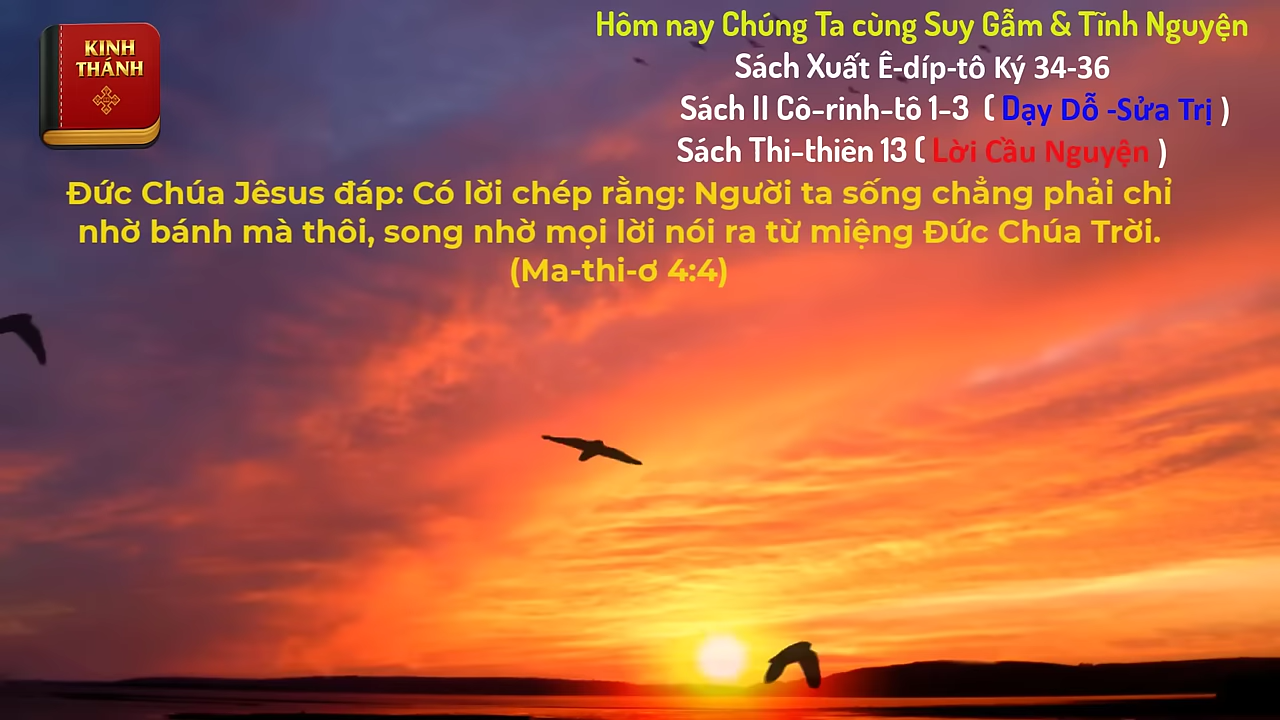 KINH
THÁNH
Hôm nay Chúng Ta cùng Suy Gẫm & Tĩnh Nguyện
Sách Xuất Ê-díp-tô Ký 34-36
Sách II Cô-rinh-tô 1-3 ( Dạy Dỗ -Sửa Trị )
Sách Thi-thiên 13 ( Lời Cầu Nguyện )
Đức Chúa Jêsus đáp: Có lời chép rằng: Người ta sống chẳng phải chỉ
nhờ bánh mà thôi, song nhờ mọi lời nói ra từ miệng Đức Chúa Trời.
(Ma-thi-ơ 4:4)